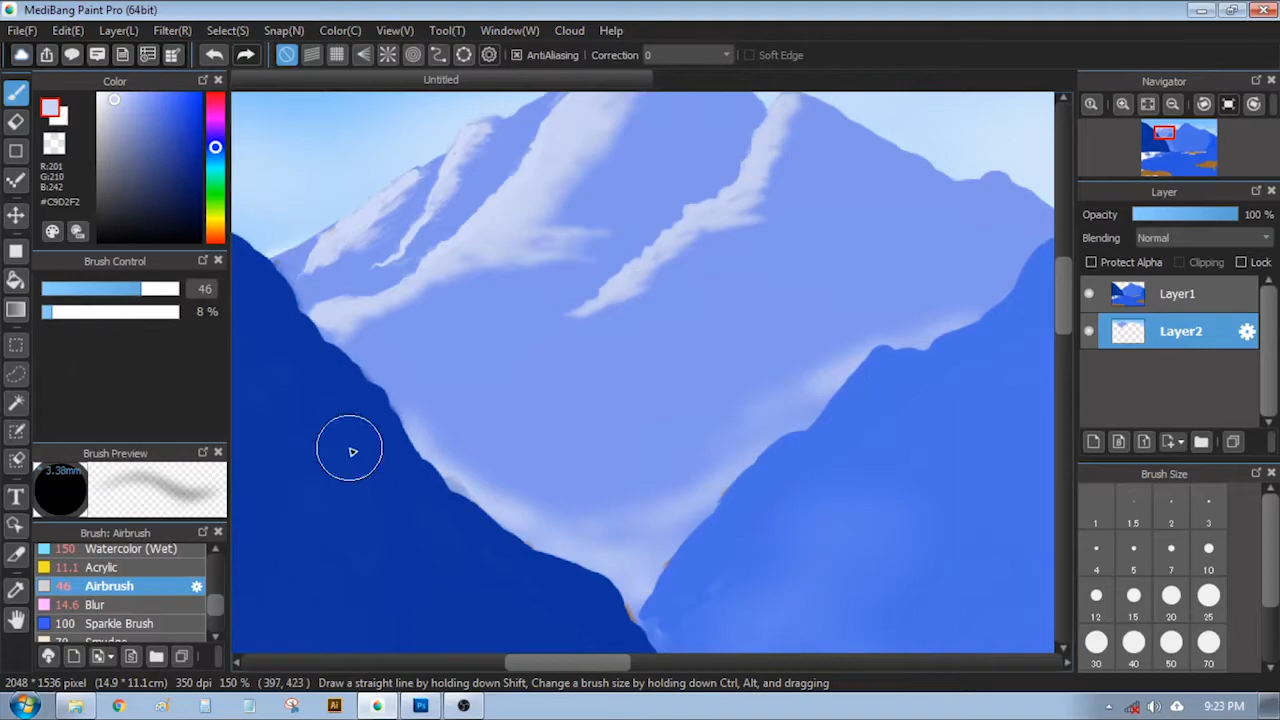 MediBang Paint Pro (64bit)
File(F) Edit(E) Layer(L) Filter(R) Select(S) Snap(N) Color(C) View(V) Tool(T) Window(W) Cloud Help
AntiAliasing Correction 0 Soft Edge
Color
Untitled
Navigator
R:201
G:210
B:242
#C9D2F2
Layer
Opacity 100 %
Blending Normal
Protect Alpha Clipping Lock
Brush Control
46
8 %
Layer1
Layer2
Brush Preview
3.38mm
Brush: Airbrush
150 Watercolor (Wet)
11.1 Acrylic
46 Airbrush
14.6 Blur
100 Sparkle Brush
Smudge
Brush Size
1 1.5 2 3
4 5 7 10
12 15 20 25
30 40 50 70
2048 * 1536 pixel (14.9 * 11.1cm) 350 dpi 150 % (397, 423) Draw a straight line by holding down Shift, Change a brush size by holding down Ctrl, Alt, and dragging
9:23 PM